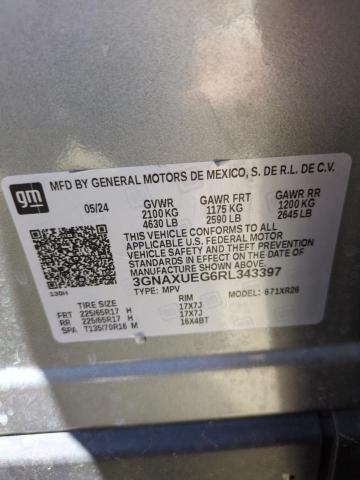 gm
MFD BY GENERAL MOTORS DE MEXICO, S. DE R.L. DE C.V.
05/24 GVWR GAWR FRT GAWR RR
2100 KG 1175 KG 1200 KG
4630 LB 2590 LB 2645 LB
THIS VEHICLE CONFORMS TO ALL
APPLICABLE U.S. FEDERAL MOTOR
VEHICLE SAFETY AND THEFT PREVENTION
STANDARDS IN EFFECT ON THE DATE OF
MANUFACTURE SHOWN ABOVE.
3GNAXUEG6RL343397
TYPE: MPV MODEL: 671XR26
TIRE SIZE RIM
FRT 225/65R17 H 17X7J
RR 225/65R17 H 17X7J
SPA T135/70R16 M 16X4BT